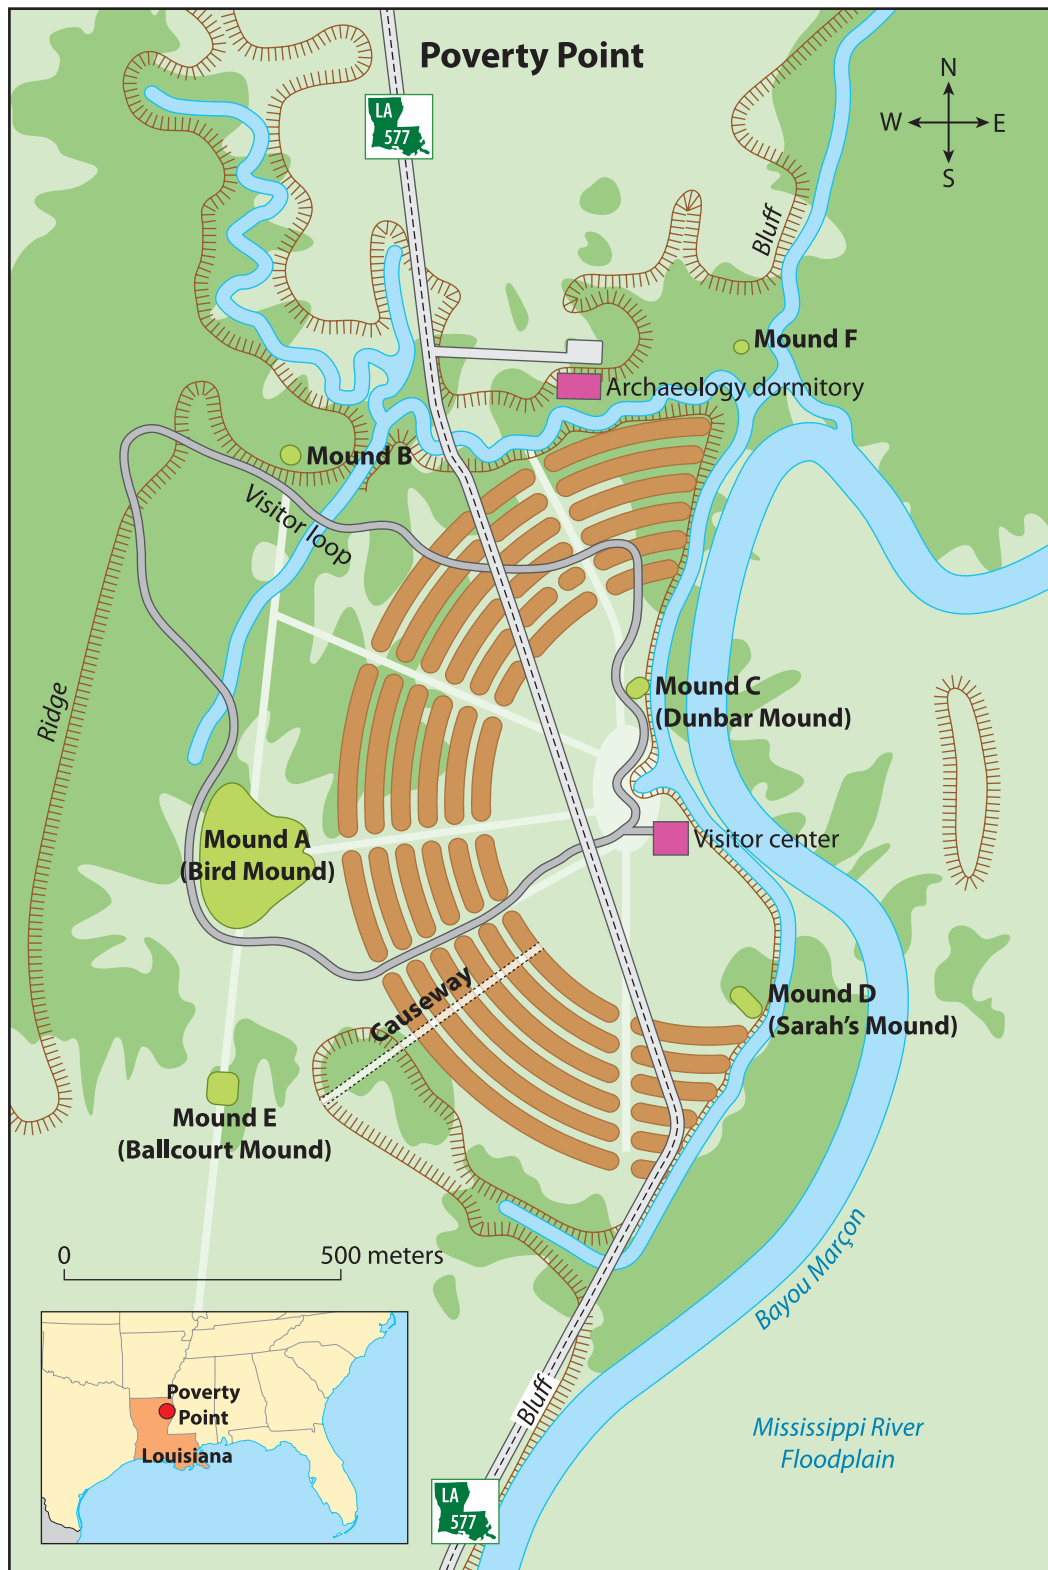 Poverty Point
LA
577
N
W E
S
Bluff
Mound F
Archaeology dormitory
Mound B
Visitor loop
Ridge
Mound C
(Dunbar Mound)
Mound A
(Bird Mound)
Visitor center
Causeway
Mound D
(Sarah's Mound)
Mound E
(Ballcourt Mound)
0 500 meters
Bayou Marçon
Poverty
Point
Louisiana
Bluff
Mississippi River
Floodplain
LA
577